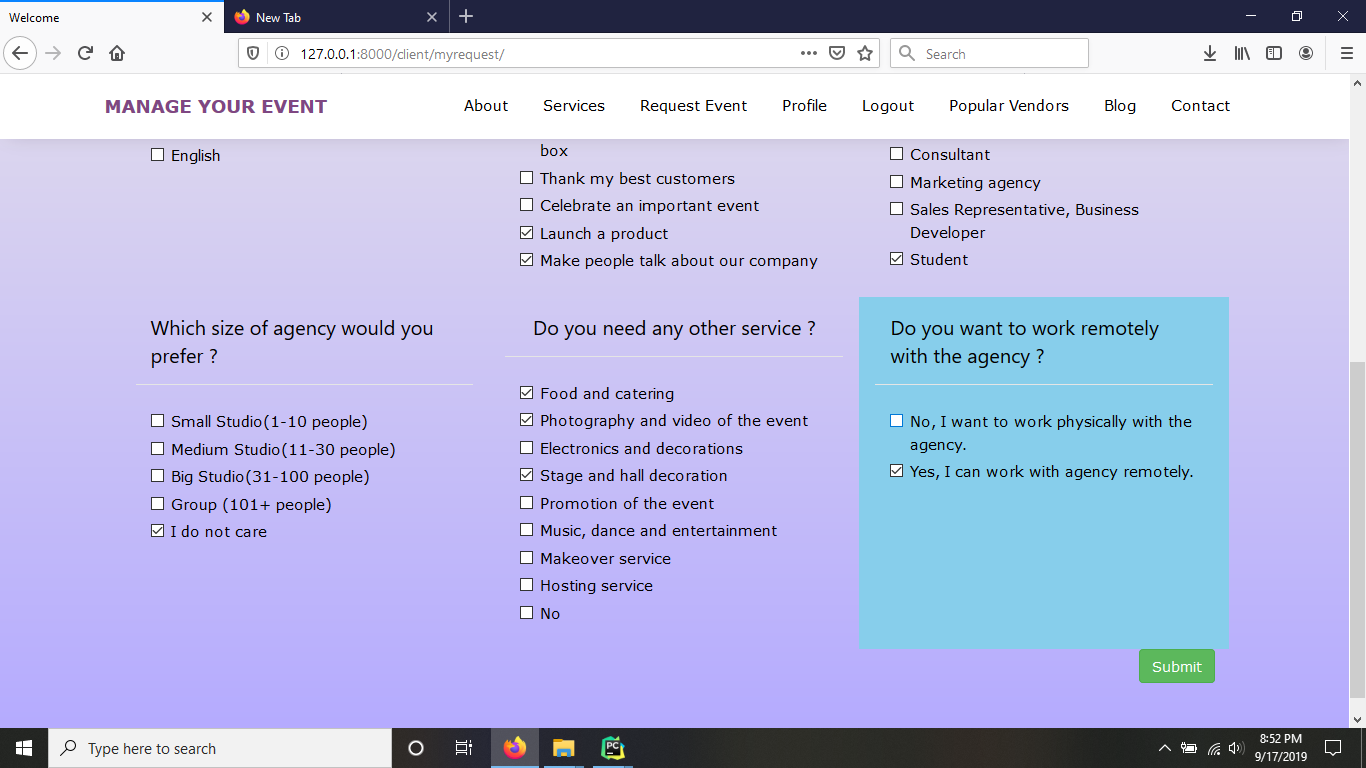 Welcome
New Tab
127.0.0.1:8000/client/myrequest/
Search
MANAGE YOUR EVENT
About
Services
Request Event
Profile
Logout
Popular Vendors
Blog
Contact
English
box
Thank my best customers
Celebrate an important event
Launch a product
Make people talk about our company
Consultant
Marketing agency
Sales Representative, Business
Developer
Student
Which size of agency would you
prefer ?
Small Studio(1-10 people)
Medium Studio(11-30 people)
Big Studio(31-100 people)
Group (101+ people)
I do not care
Do you need any other service ?
Food and catering
Photography and video of the event
Electronics and decorations
Stage and hall decoration
Promotion of the event
Music, dance and entertainment
Makeover service
Hosting service
No
Do you want to work remotely
with the agency ?
No, I want to work physically with the
agency.
Yes, I can work with agency remotely.
Submit
Type here to search
PC
8:52 PM
9/17/2019